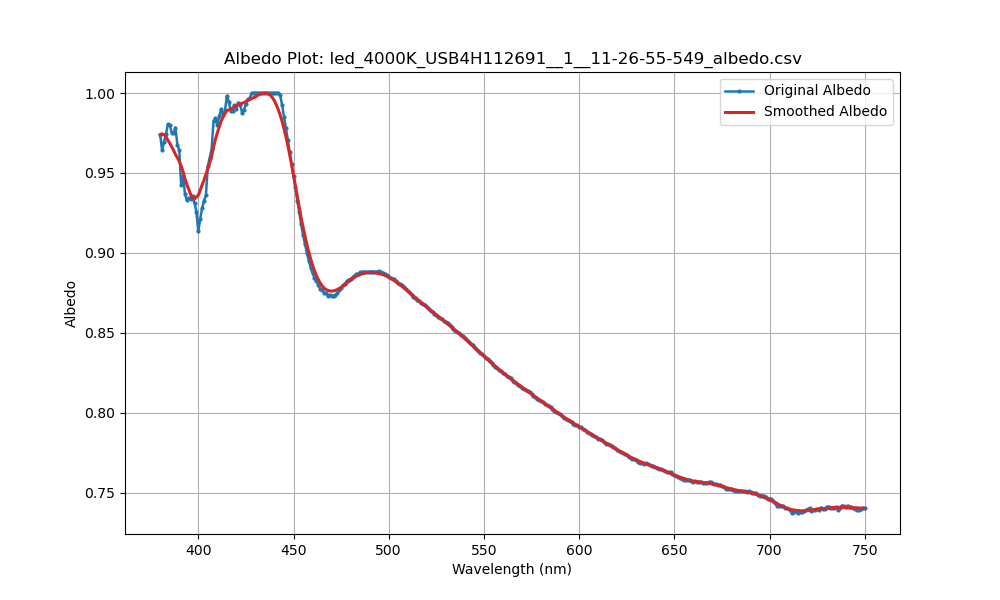 Albedo Plot: led_4000K_USB4H112691__1__11-26-55-549_albedo.csv
Original Albedo
Smoothed Albedo
1.00
0.95
0.90
0.85
0.80
0.75
Albedo
400 450 500 550 600 650 700 750
Wavelength (nm)